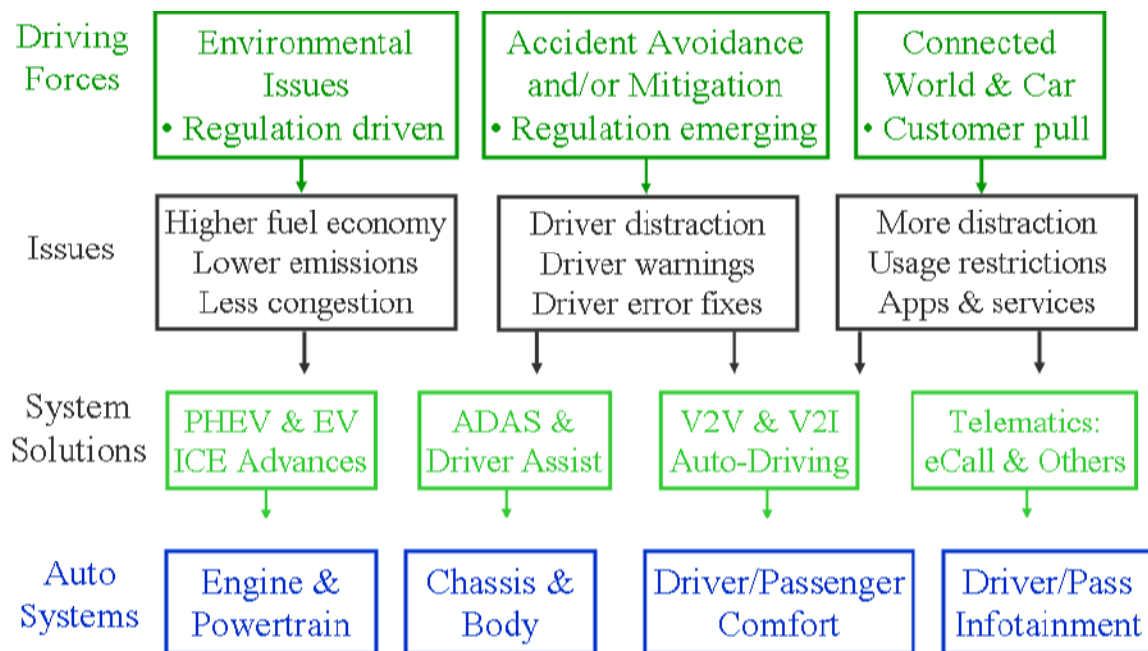 Driving
Forces
Environmental
Issues
• Regulation driven
Accident Avoidance
and/or Mitigation
• Regulation emerging
Connected
World & Car
• Customer pull
Issues
Higher fuel economy
Lower emissions
Less congestion
Driver distraction
Driver warnings
Driver error fixes
More distraction
Usage restrictions
Apps & services
System
Solutions
PHEV & EV
ICE Advances
ADAS &
Driver Assist
V2V & V2I
Auto-Driving
Telematics:
eCall & Others
Auto
Systems
Engine &
Powertrain
Chassis &
Body
Driver/Passenger
Comfort
Driver/Pass
Infotainment